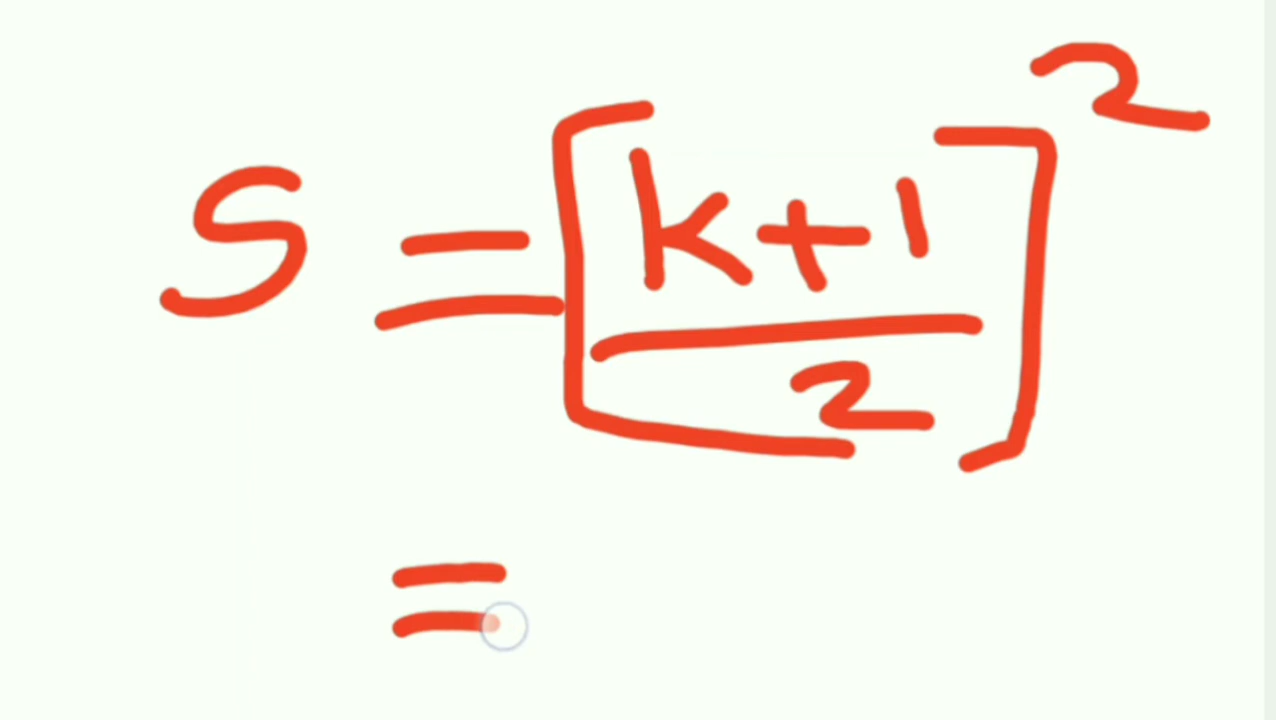 S = [k+1/2]²
=